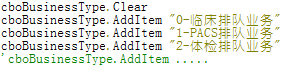 cboBusinessType.Clear
cboBusinessType.AddItem "0-临床排队业务"
cboBusinessType.AddItem "1-PACS排队业务"
cboBusinessType.AddItem "2-体检排队业务"
'cboBusinessType.AddItem .....